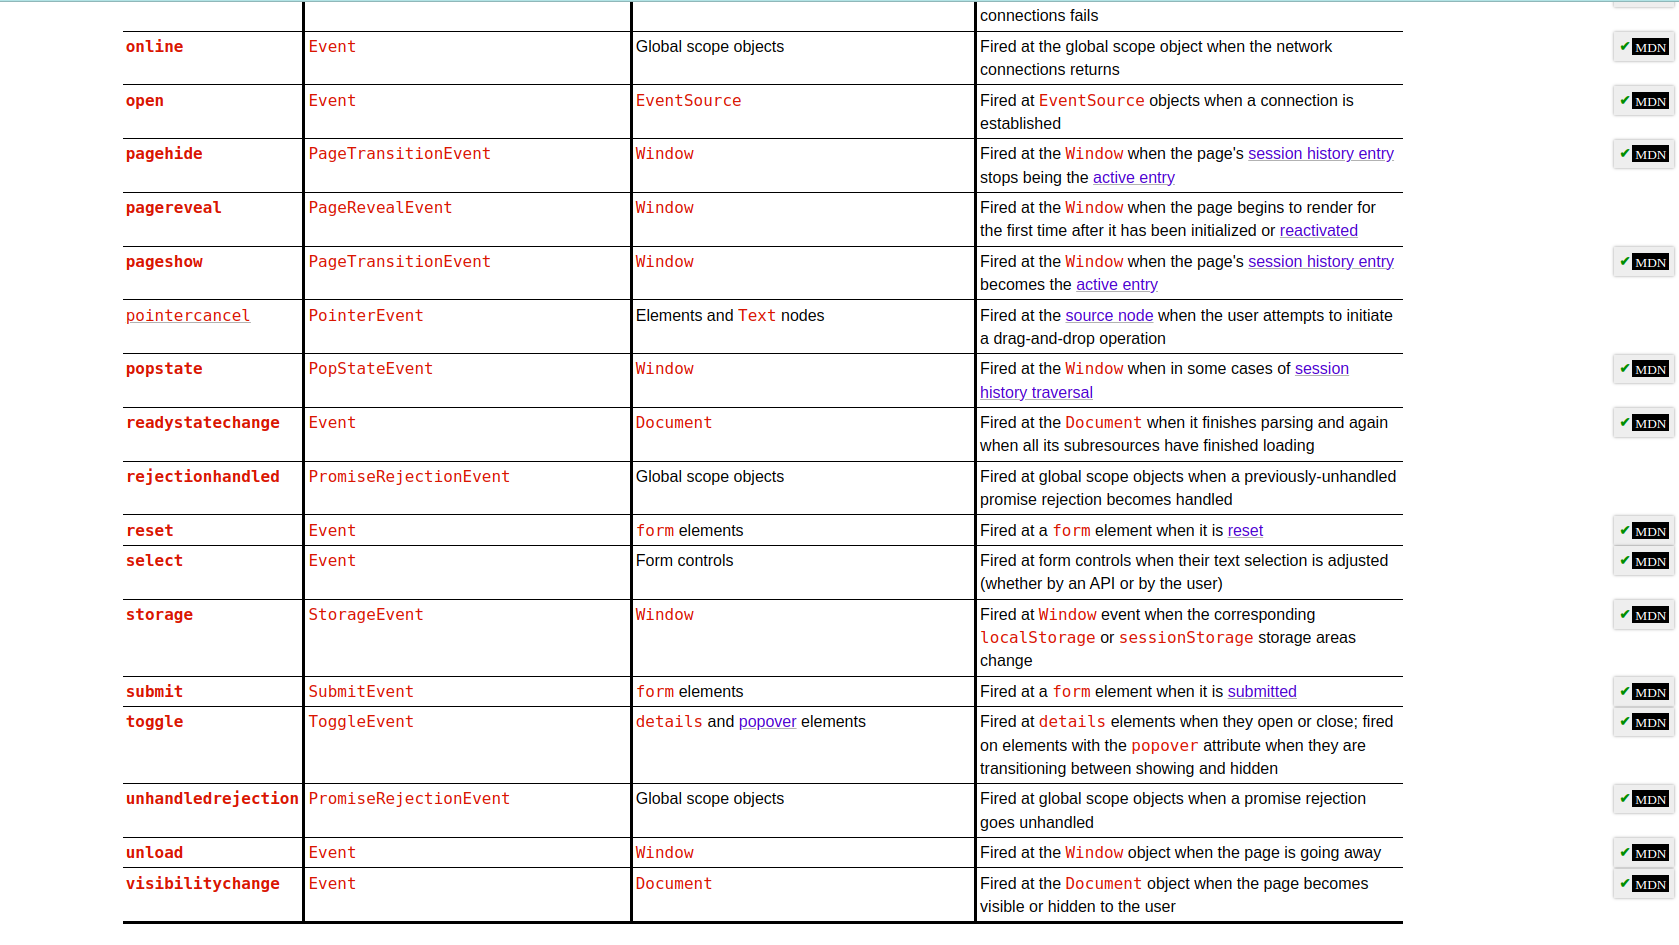 connections fails
online Event Global scope objects Fired at the global scope object when the network ✔ MDN
connections returns
open Event EventSource Fired at EventSource objects when a connection is ✔ MDN
established
pagehide PageTransitionEvent Window Fired at the Window when the page's session history entry ✔ MDN
stops being the active entry
pagereveal PageRevealEvent Window Fired at the Window when the page begins to render for
the first time after it has been initialized or reactivated
pageshow PageTransitionEvent Window Fired at the Window when the page's session history entry ✔ MDN
becomes the active entry
pointercancel PointerEvent Elements and Text nodes Fired at the source node when the user attempts to initiate
a drag-and-drop operation
popstate PopStateEvent Window Fired at the Window when in some cases of session ✔ MDN
history traversal
readystatechange Event Document Fired at the Document when it finishes parsing and again ✔ MDN
when all its subresources have finished loading
rejectionhandled PromiseRejectionEvent Global scope objects Fired at global scope objects when a previously-unhandled
promise rejection becomes handled
reset Event form elements Fired at a form element when it is reset ✔ MDN
select Event Form controls Fired at form controls when their text selection is adjusted ✔ MDN
(whether by an API or by the user)
storage StorageEvent Window Fired at Window event when the corresponding ✔ MDN
localStorage or sessionStorage storage areas
change
submit SubmitEvent form elements Fired at a form element when it is submitted ✔ MDN
toggle ToggleEvent details and popover elements Fired at details elements when they open or close; fired ✔ MDN
on elements with the popover attribute when they are
transitioning between showing and hidden
unhandledrejection PromiseRejectionEvent Global scope objects Fired at global scope objects when a promise rejection ✔ MDN
goes unhandled
unload Event Window Fired at the Window object when the page is going away ✔ MDN
visibilitychange Event Document Fired at the Document object when the page becomes ✔ MDN
visible or hidden to the user